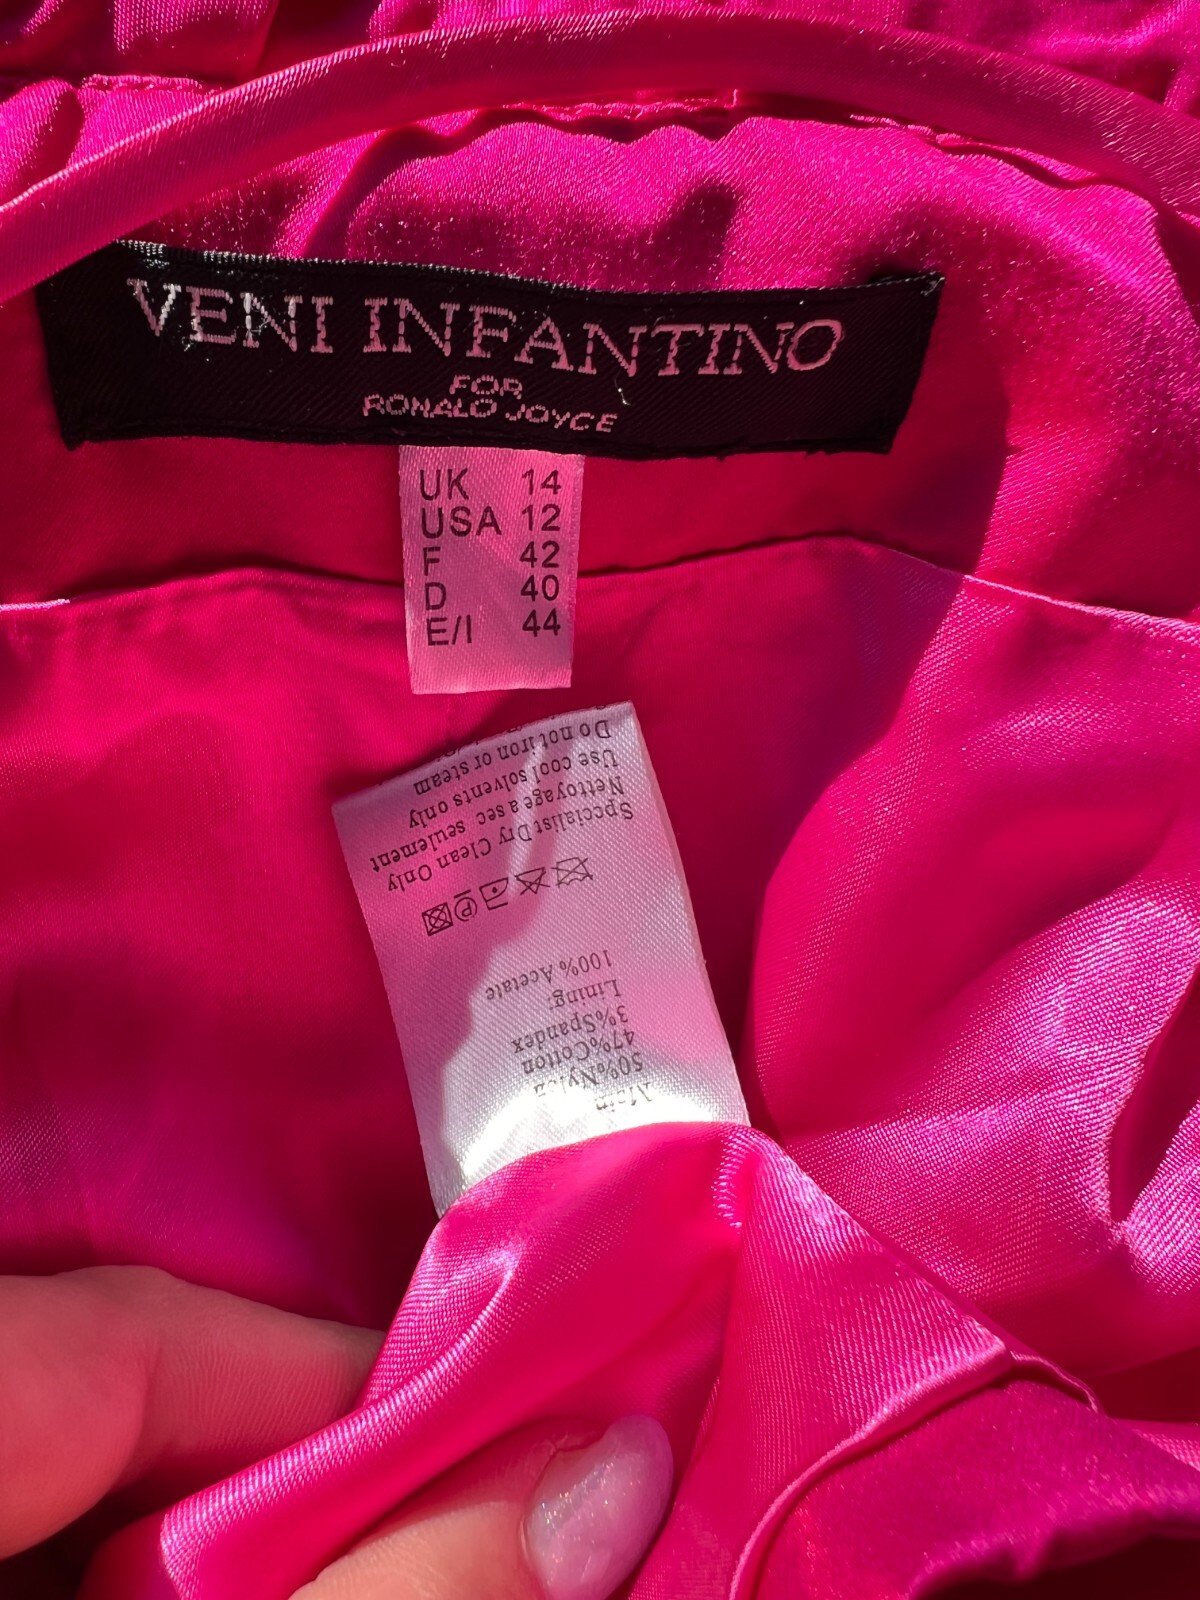 VENI INFANTINO
FOR
RONALD JOYCE
UK 14
USA 12
F 42
D 40
E/I 44
Main:
50%Nylon
47%Cotton
3%Spandex
Lining:
100% Acetate
Specialist Dry Clean Only
Nettoyage a sec seulement
Use cool solvents only
Do not iron or steam